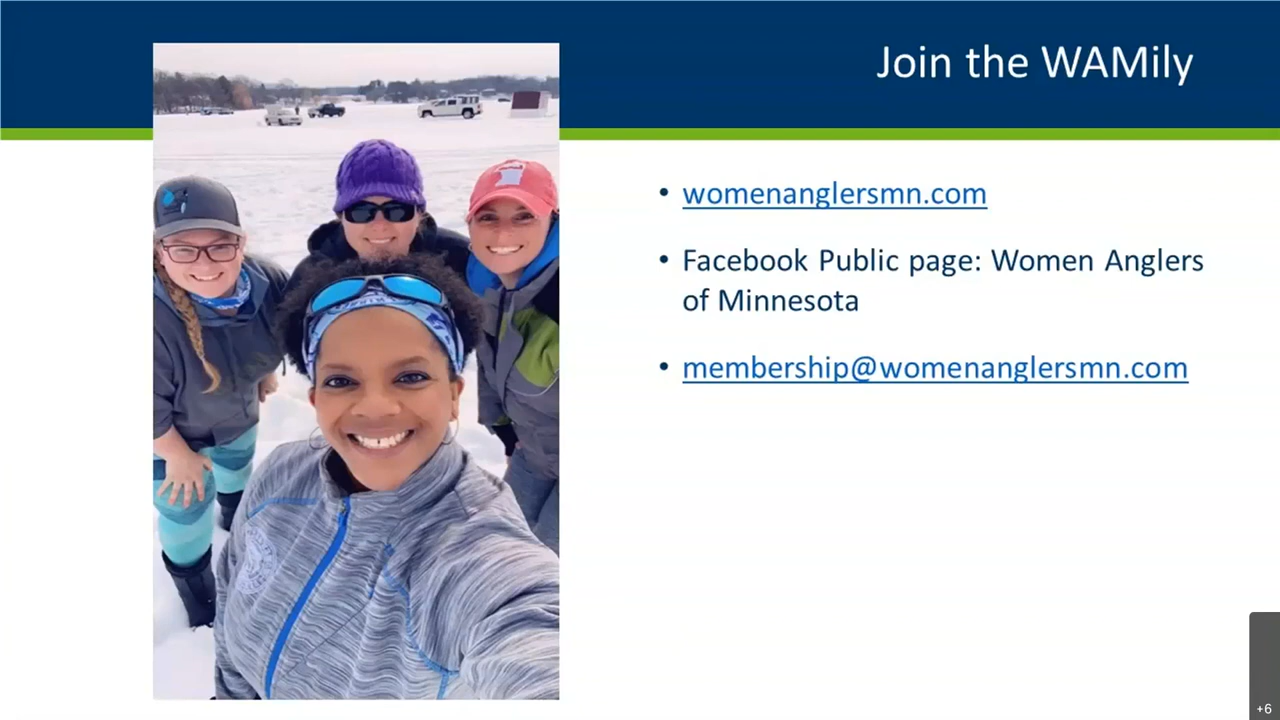 Join the WAMily
womenanglersmn.com
Facebook Public page: Women Anglers
of Minnesota
membership@womenanglersmn.com
+6